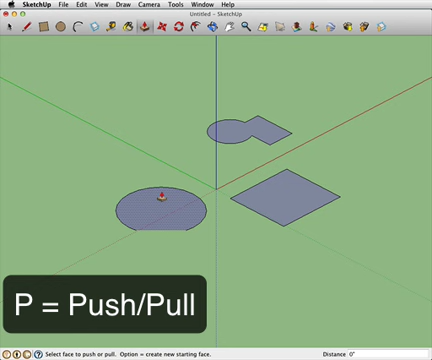 SketchUp File Edit View Draw Camera Tools Window Help
Untitled – SketchUp
P = Push/Pull
Select face to push or pull. Option = create new starting face. Distance 0"